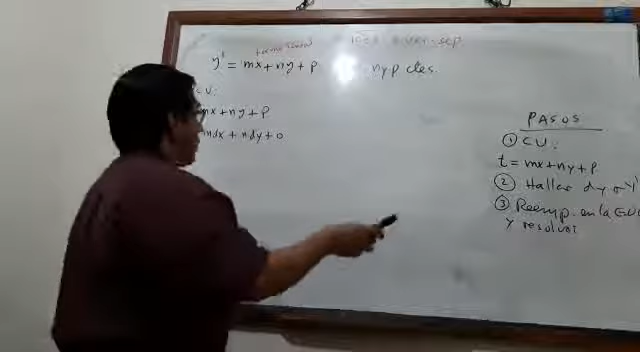 y' = mx+ny+p
n y p ctes.
C.V:
mx+ny+p
mdx + ndy + 0
PASOS
① C.V:
t = mx+ny+p
② Hallar dy o y'
③ Reemp. en la
y resolver